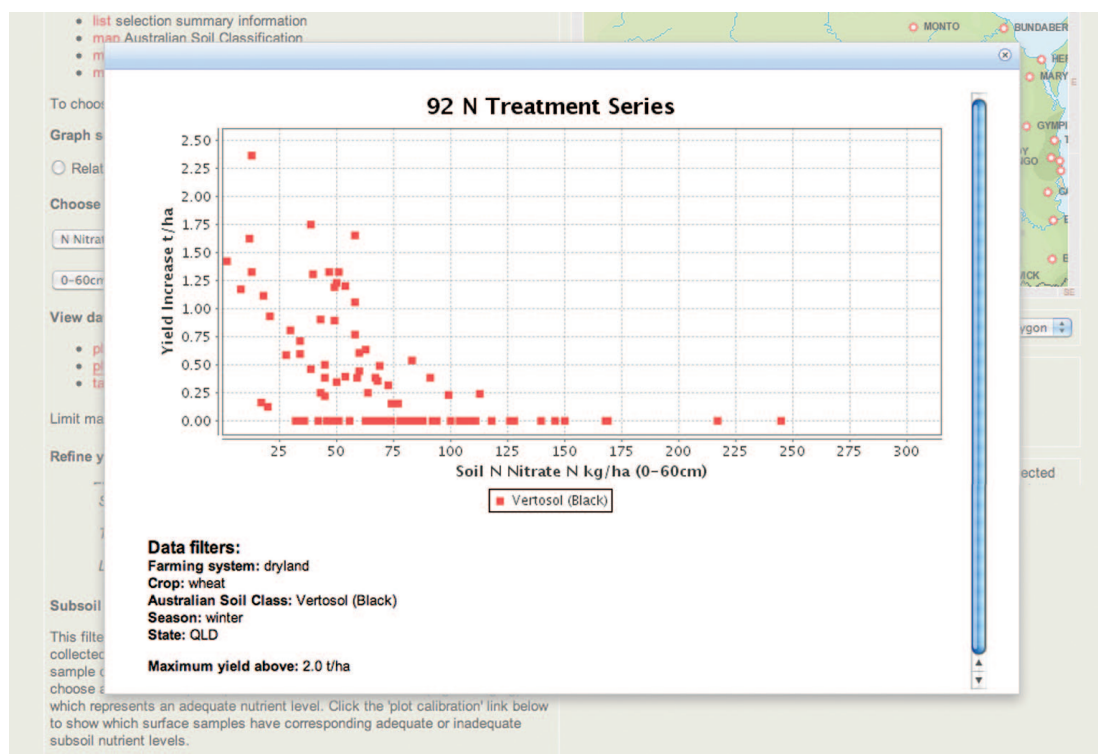 list selection summary information
map Australian Soil Classification
To choo
Graph s
Relat
Choose
N Nitrat
0-60cm
View da
Limit ma
Refine y
Subsoil
This filte
collected
sample
choose a
which represents an adequate nutrient level. Click the 'plot calibration' link below
to show which surface samples have corresponding adequate or inadequate
subsoil nutrient levels.
92 N Treatment Series
Yield Increase t/ha
2.50
2.25
2.00
1.75
1.50
1.25
1.00
0.75
0.50
0.25
0.00
25 50 75 100 125 150 175 200 225 250 275 300
Soil N Nitrate N kg/ha (0-60cm)
Vertosol (Black)
Data filters:
Farming system: dryland
Crop: wheat
Australian Soil Class: Vertosol (Black)
Season: winter
State: QLD
Maximum yield above: 2.0 t/ha
MONTO
BUNDABER
HER
MARY
GYMPI
NGO
ICK
SE
ygon
ected